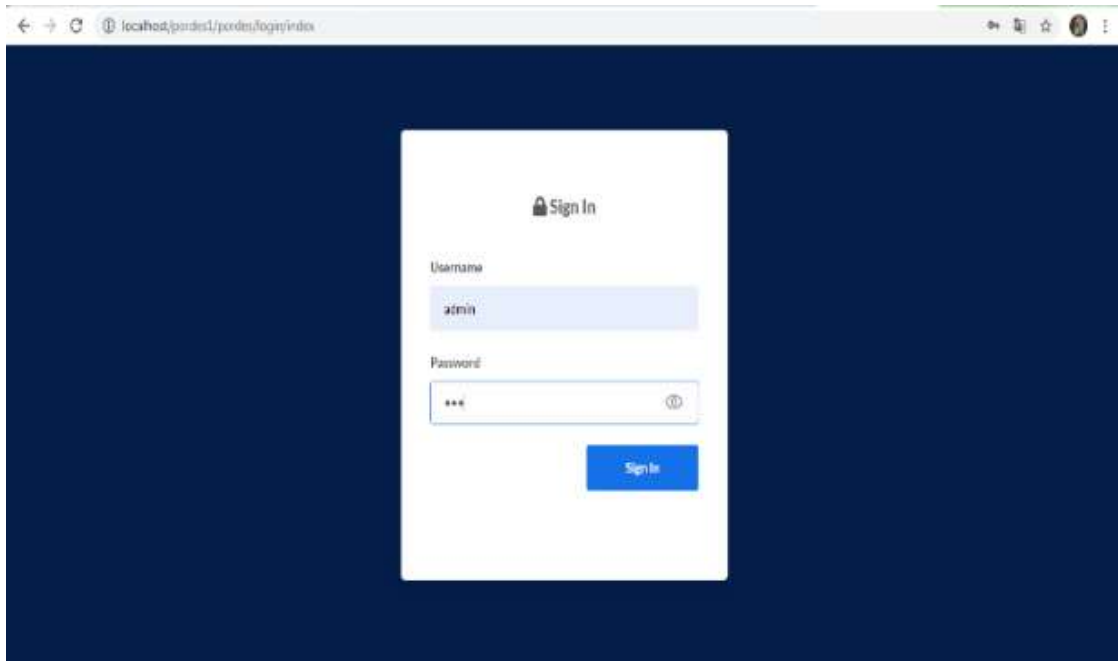 localhost/pordes1/pordes/login/index
Sign In
Username
admin
Password
Sign In